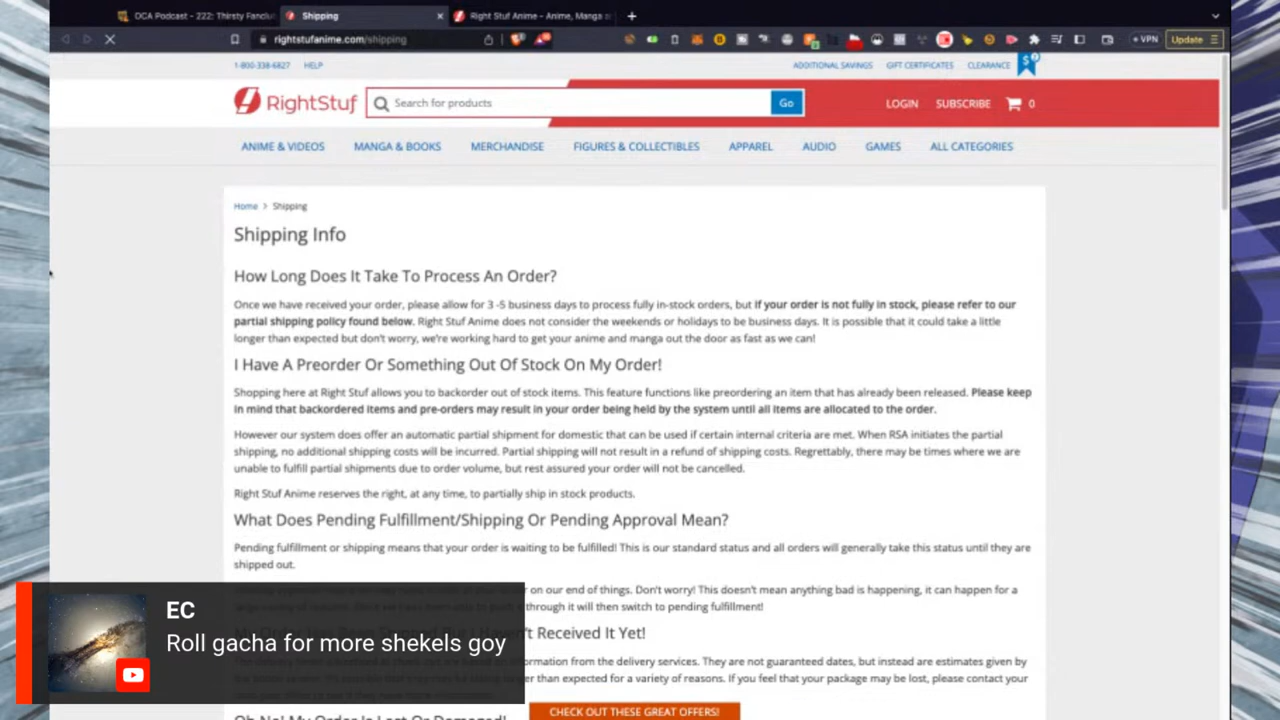 OCA Podcast - 222: Thirsty Fanclu
Shipping
Right Stuf Anime - Anime, Manga
rightstufanime.com/shipping
VPN
Update
1-800-338-6827 HELP
ADDITIONAL SAVINGS GIFT CERTIFICATES CLEARANCE
RightStuf
Search for products
Go
LOGIN SUBSCRIBE 0
ANIME & VIDEOS MANGA & BOOKS MERCHANDISE FIGURES & COLLECTIBLES APPAREL AUDIO GAMES ALL CATEGORIES
Home > Shipping
Shipping Info
How Long Does It Take To Process An Order?
Once we have received your order, please allow for 3 -5 business days to process fully in-stock orders, but if your order is not fully in stock, please refer to our
partial shipping policy found below. Right Stuf Anime does not consider the weekends or holidays to be business days. It is possible that it could take a little
longer than expected but don't worry, we're working hard to get your anime and manga out the door as fast as we can!
I Have A Preorder Or Something Out Of Stock On My Order!
Shopping here at Right Stuf allows you to backorder out of stock items. This feature functions like preordering an item that has already been released. Please keep
in mind that backordered items and pre-orders may result in your order being held by the system until all items are allocated to the order.
However our system does offer an automatic partial shipment for domestic that can be used if certain internal criteria are met. When RSA initiates the partial
shipping, no additional shipping costs will be incurred. Partial shipping will not result in a refund of shipping costs. Regrettably, there may be times where we are
unable to fulfill partial shipments due to order volume, but rest assured your order will not be cancelled.
Right Stuf Anime reserves the right, at any time, to partially ship in stock products.
What Does Pending Fulfillment/Shipping Or Pending Approval Mean?
Pending fulfillment or shipping means that your order is waiting to be fulfilled! This is our standard status and all orders will generally take this status until they are
shipped out.
on our end of things. Don't worry! This doesn't mean anything bad is happening, it can happen for a
through it will then switch to pending fulfillment!
Received It Yet!
information from the delivery services. They are not guaranteed dates, but instead are estimates given by
than expected for a variety of reasons. If you feel that your package may be lost, please contact your
EC
Roll gacha for more shekels goy
Oh No! My Order Is Lost Or Damaged!
CHECK OUT THESE GREAT OFFERS!